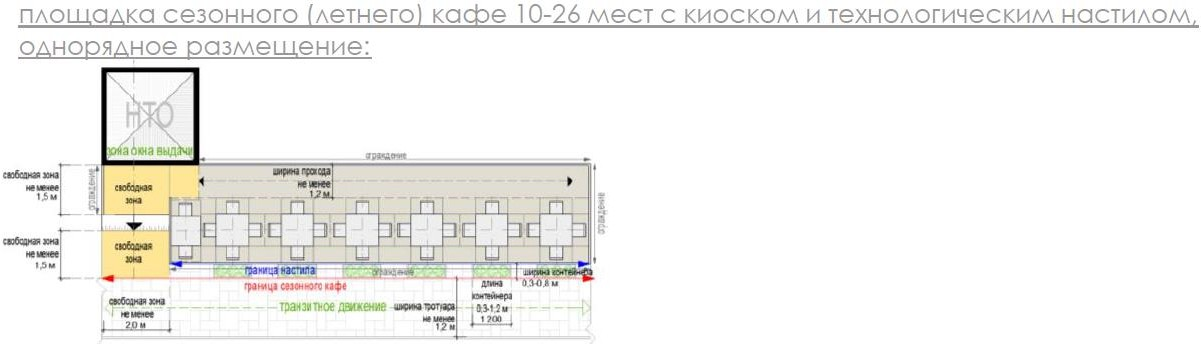 площадка сезонного (летнего) кафе 10-26 мест с киоском и технологическим настилом,
однорядное размещение:
НТО
зона окна выдачи
ограждение
свободная зона
не менее
1,5 м
ограждение
свободная
зона
ширина прохода
не менее
1,2 м
ограждение
свободная зона
не менее
1,5 м
свободная
зона
граница настила
ограждение
ширина контейнера
0,3-0,8 м
граница сезонного кафе
свободная зона
не менее
2,0 м
транзитное движение
ширина тротуара
не менее
1,2 м
длина
контейнера
0,3-1,2 м
1 200